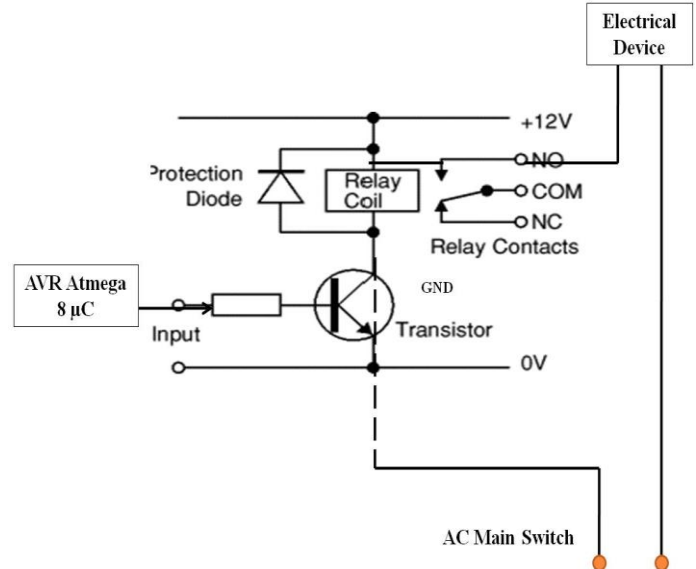 Electrical
Device
+12V
NO
Protection
Diode
Relay
Coil
COM
NC
Relay Contacts
AVR Atmega
8 µC
GND
Input
Transistor
0V
AC Main Switch